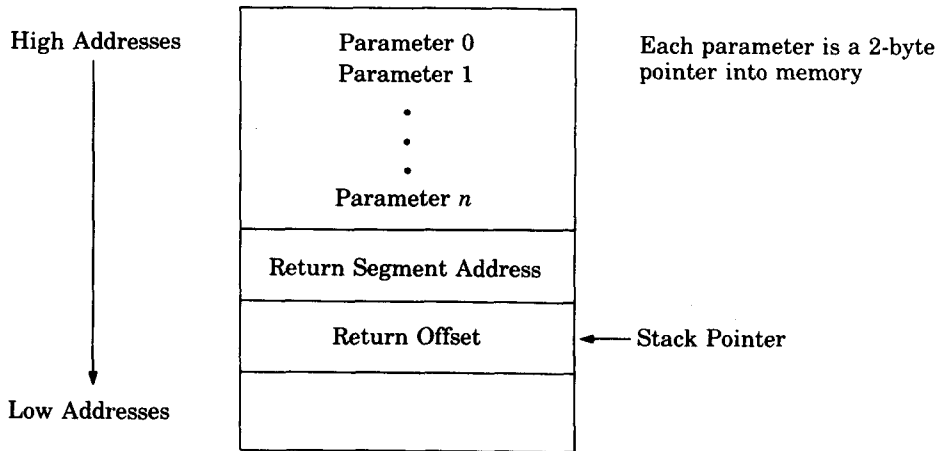 High Addresses
Parameter 0
Parameter 1
•
•
•
Parameter n
Each parameter is a 2-byte
pointer into memory
Return Segment Address
Return Offset
Stack Pointer
Low Addresses